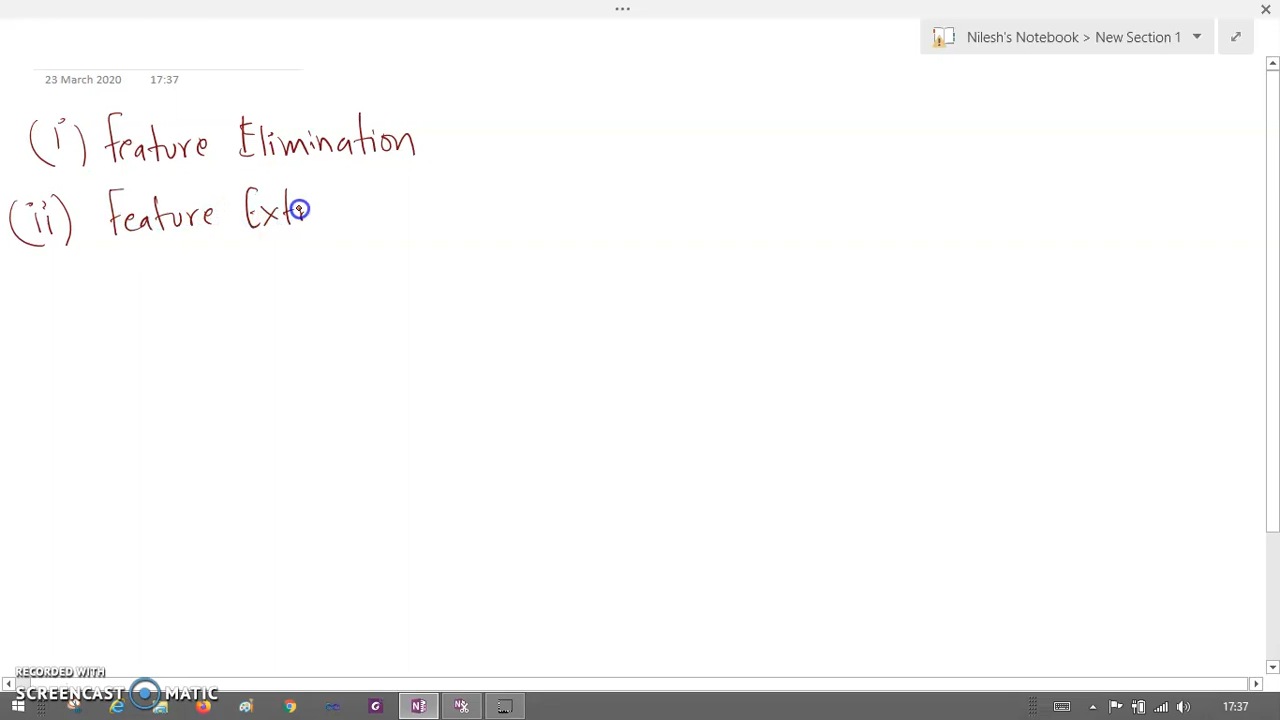 Nilesh's Notebook > New Section 1
23 March 2020 17:37
(i) Feature Elimination
(ii) Feature Extr
RECORDED WITH
SCREENCAST MATIC
17:37